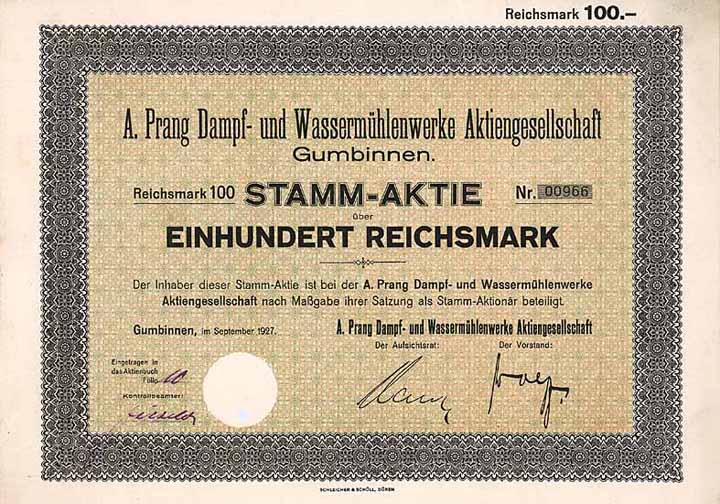 Reichsmark 100.—
A. Prang Dampf- und Wassermühlenwerke Aktiengesellschaft
Gumbinnen.
Reichsmark 100 STAMM-AKTIE Nr. 00966
über
EINHUNDERT REICHSMARK
Der Inhaber dieser Stamm-Aktie ist bei der A. Prang Dampf- und Wassermühlenwerke
Aktiengesellschaft nach Maßgabe ihrer Satzung als Stamm-Aktionär beteiligt.
Gumbinnen, im September 1927.
A. Prang Dampf- und Wassermühlenwerke Aktiengesellschaft
Der Aufsichtsrat: Der Vorstand:
Eingetragen in
das Aktienbuch
Folio 10
Kontrollbeamter:
SCHLEICHER & SCHÜLL, DÜREN